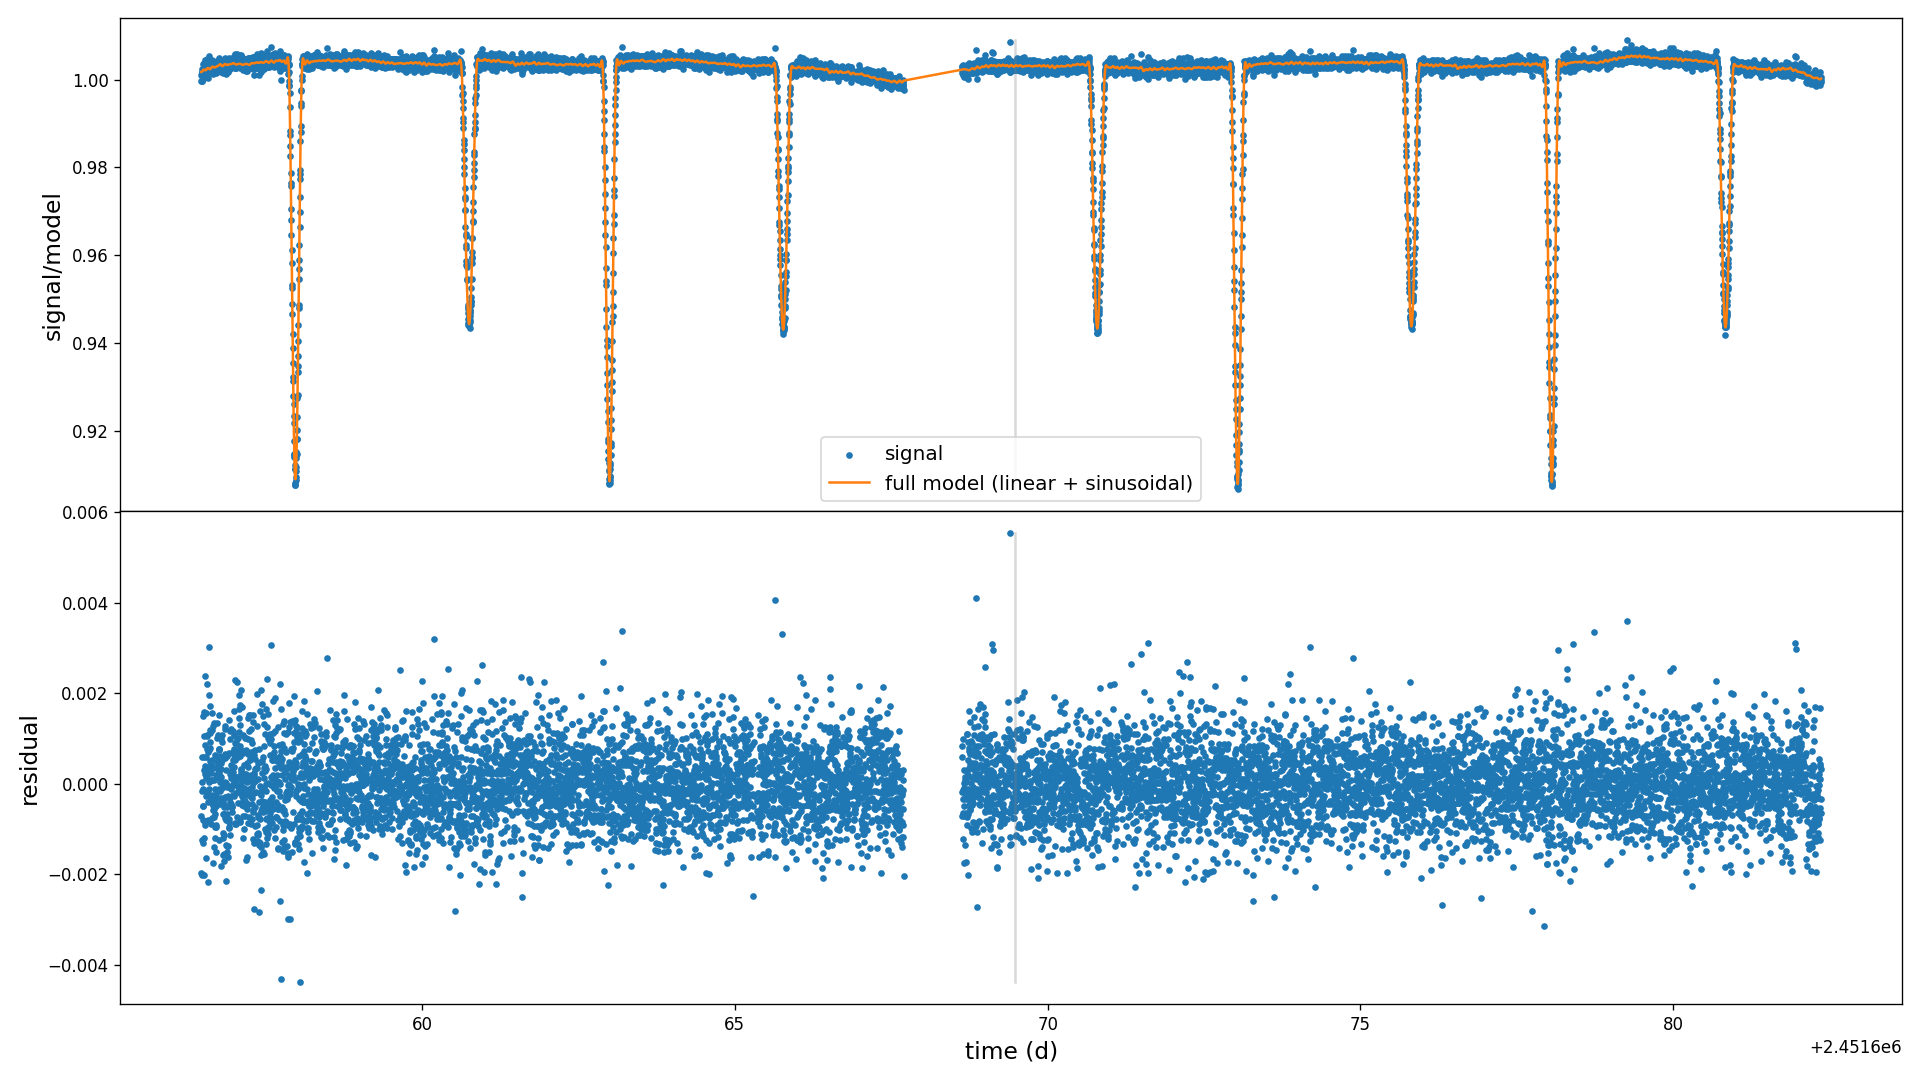 1.00
0.98
0.96
0.94
0.92
signal/model
signal
full model (linear + sinusoidal)
0.006
0.004
0.002
0.000
−0.002
−0.004
residual
60
65
70
75
80
time (d)
+2.4516e6